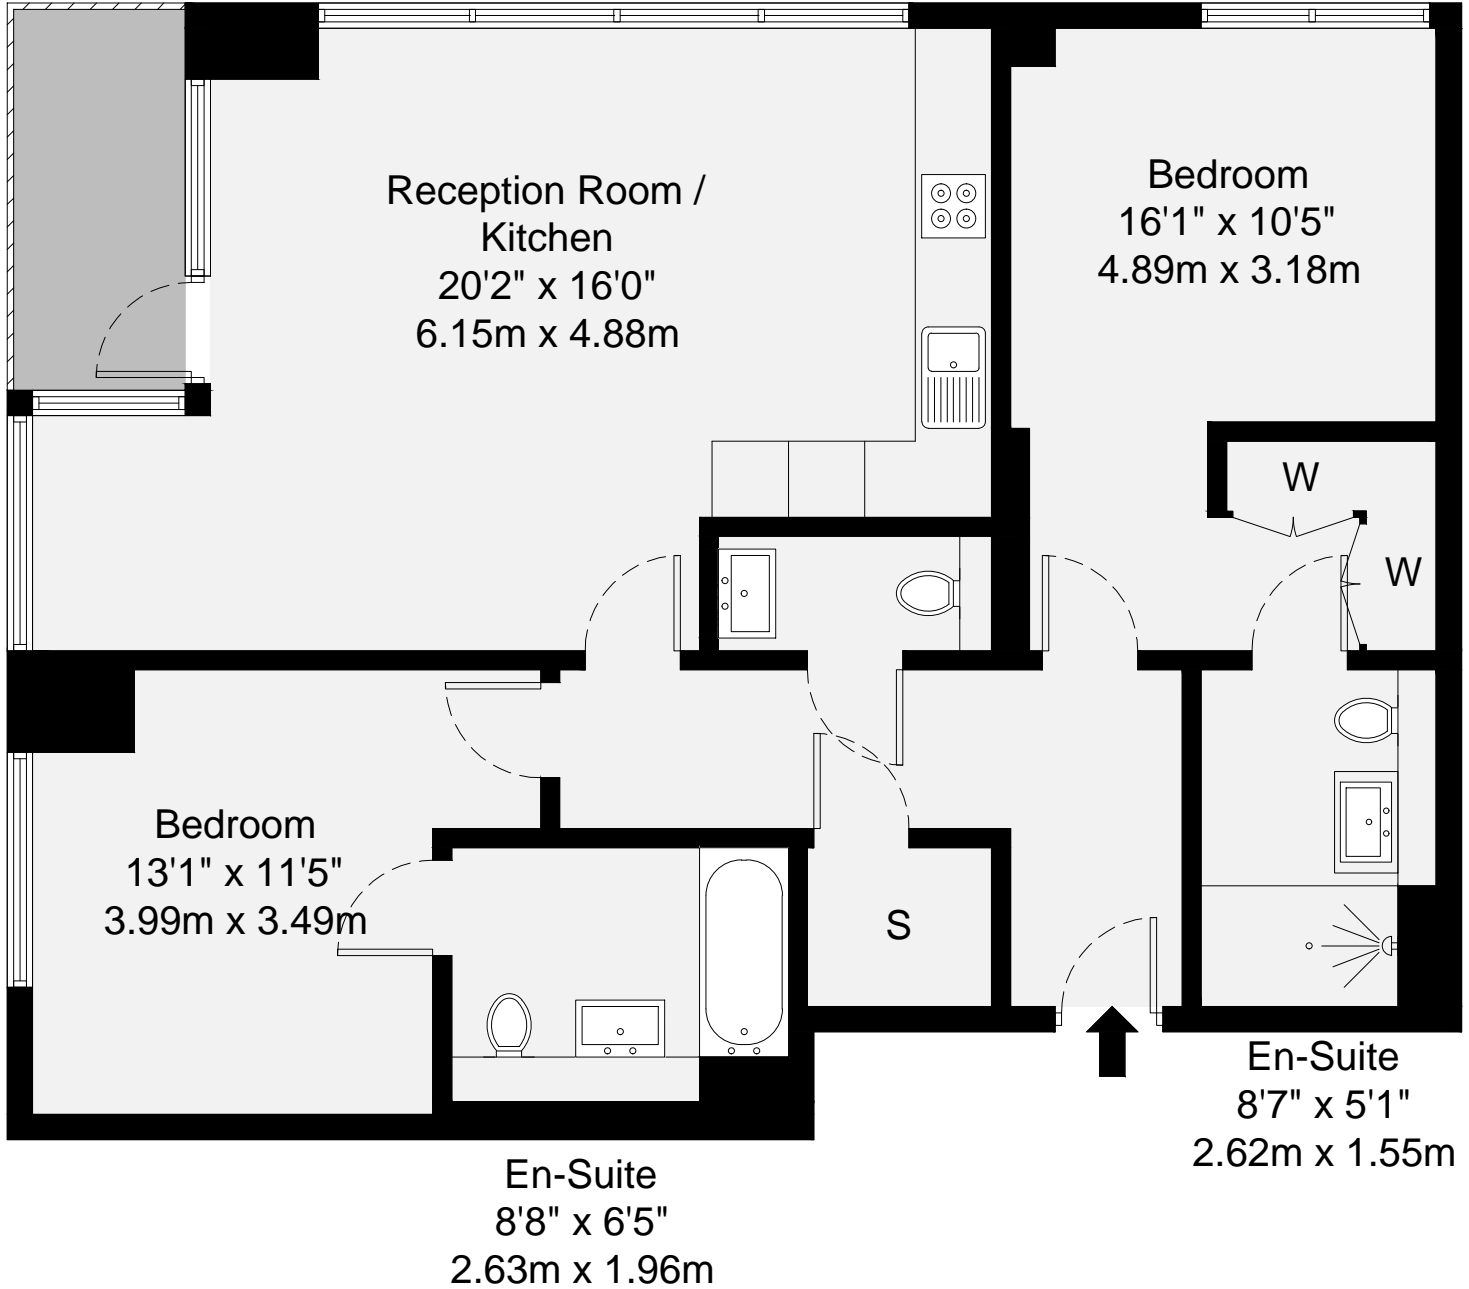 Reception Room /
Kitchen
20'2" x 16'0"
6.15m x 4.88m
Bedroom
16'1" x 10'5"
4.89m x 3.18m
W
W
Bedroom
13'1" x 11'5"
3.99m x 3.49m
S
En-Suite
8'7" x 5'1"
2.62m x 1.55m
En-Suite
8'8" x 6'5"
2.63m x 1.96m